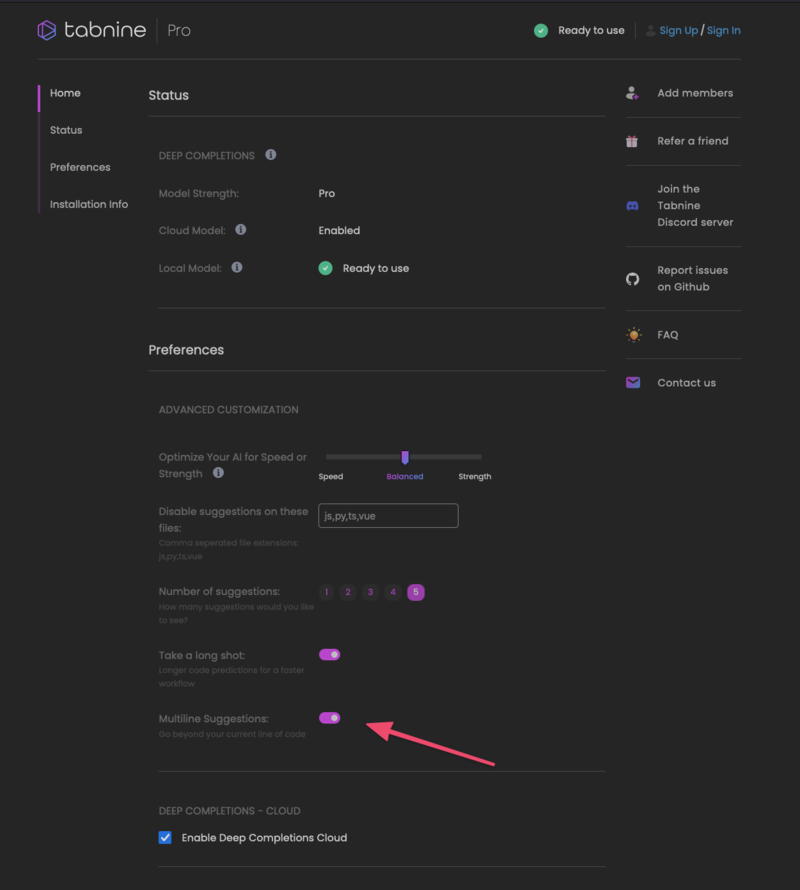 tabnine Pro
Ready to use
Sign Up / Sign In
Home
Status
Preferences
Installation Info
Status
DEEP COMPLETIONS
Model Strength: Pro
Cloud Model: Enabled
Local Model: Ready to use
Preferences
ADVANCED CUSTOMIZATION
Optimize Your AI for Speed or
Strength
Speed Balanced Strength
Disable suggestions on these
files:
Comma seperated file extensions:
js,py,ts,vue
js,py,ts,vue
Number of suggestions:
How many suggestions would you like
to see?
1 2 3 4 5
Take a long shot:
Longer code predictions for a faster
workflow
Multiline Suggestions:
Go beyond your current line of code
DEEP COMPLETIONS - CLOUD
Enable Deep Completions Cloud
Add members
Refer a friend
Join the
Tabnine
Discord server
Report issues
on Github
FAQ
Contact us